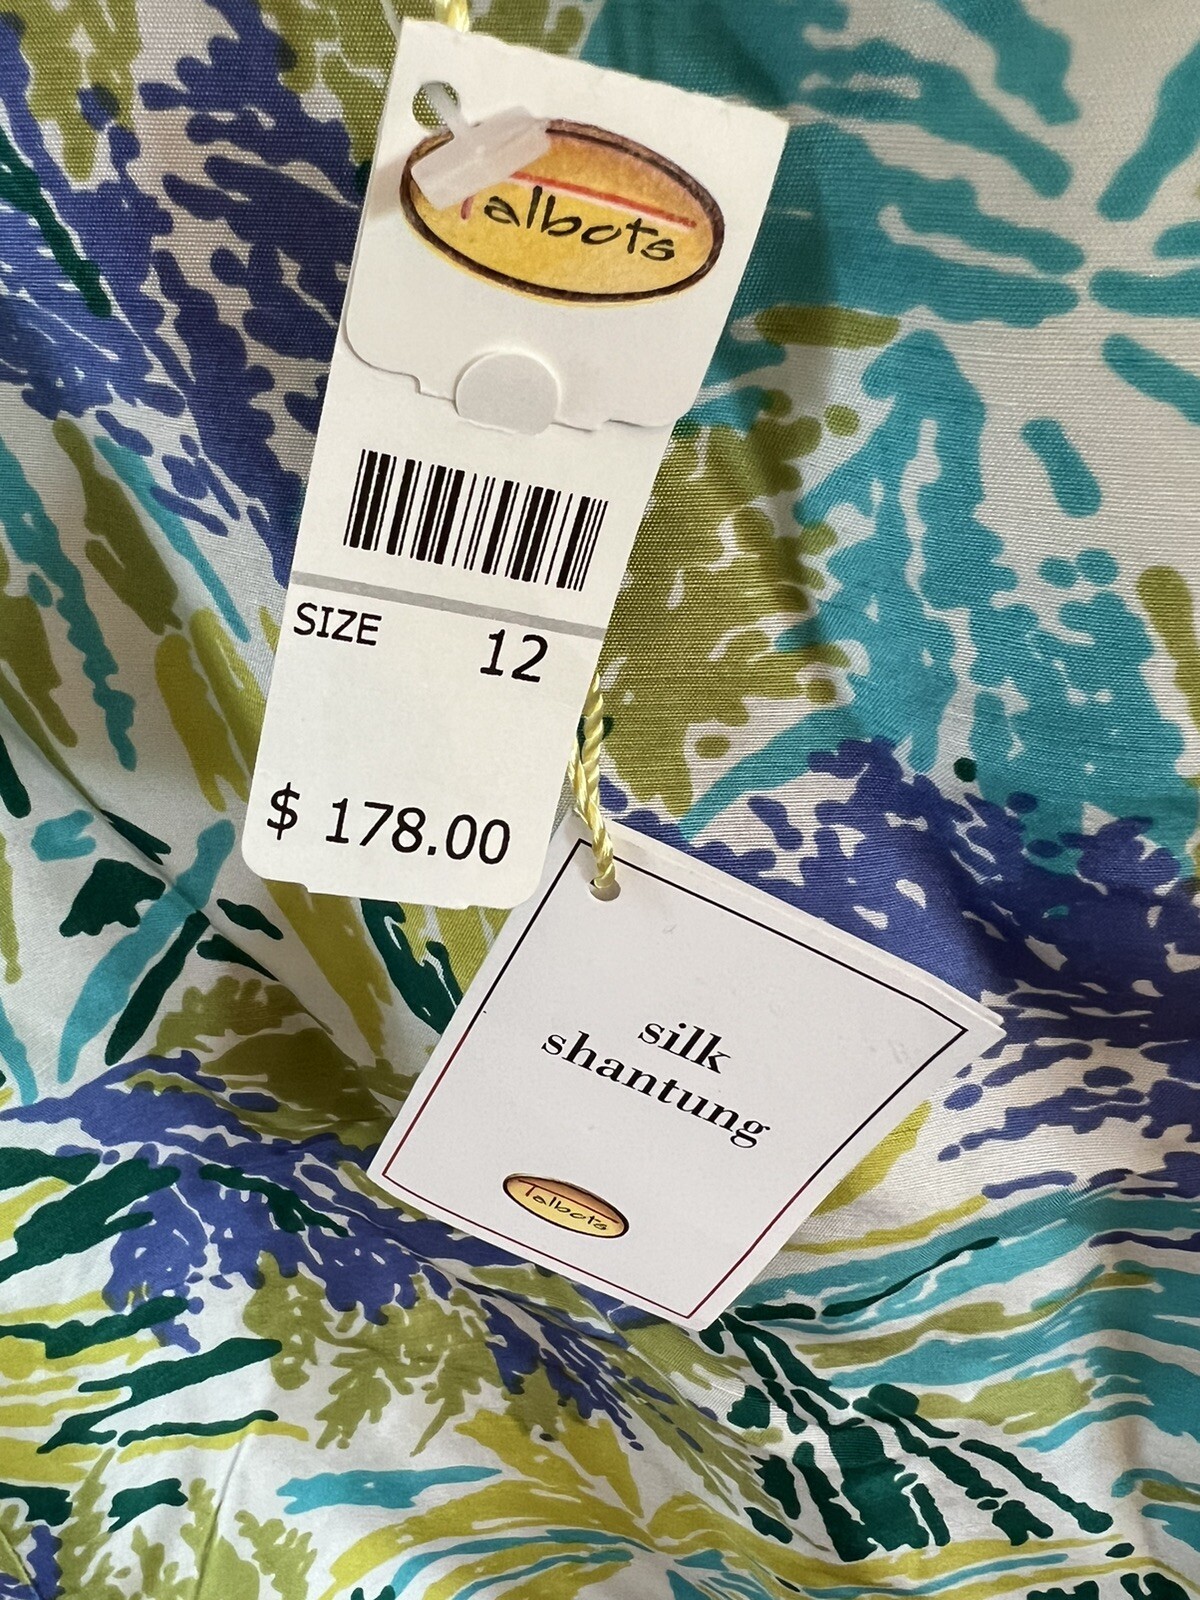 Talbots
SIZE 12
$ 178.00
silk
shantung
Talbots